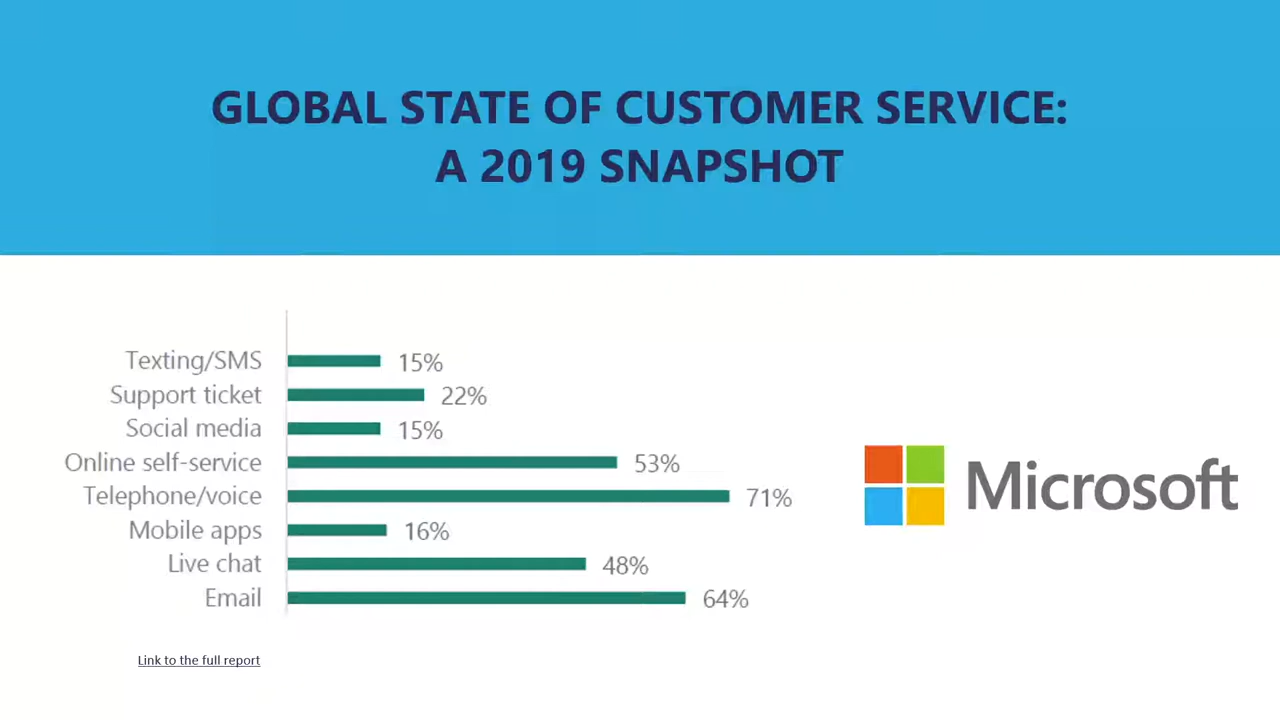 GLOBAL STATE OF CUSTOMER SERVICE:
A 2019 SNAPSHOT
Texting/SMS 15%
Support ticket 22%
Social media 15%
Online self-service 53%
Telephone/voice 71%
Mobile apps 16%
Live chat 48%
Email 64%
Microsoft
Link to the full report